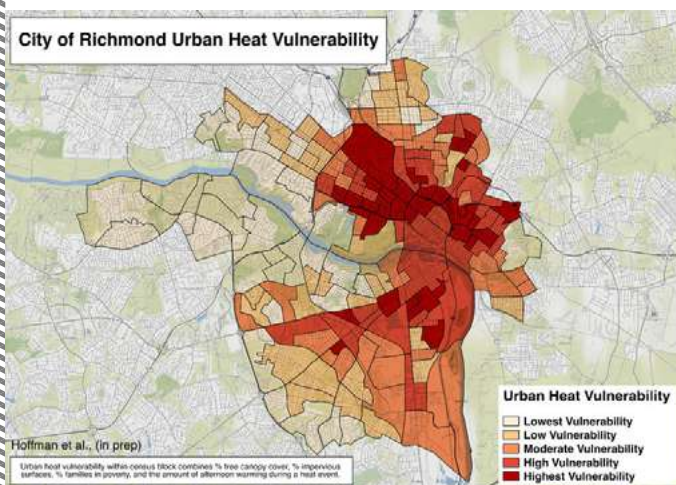 City of Richmond Urban Heat Vulnerability
Urban Heat Vulnerability
Lowest Vulnerability
Low Vulnerability
Moderate Vulnerability
High Vulnerability
Highest Vulnerability
Hoffman et al., (in prep)
Urban heat vulnerability within census block combines % tree canopy cover, % impervious
surfaces, % families in poverty, and the amount of afternoon warming during a heat event.